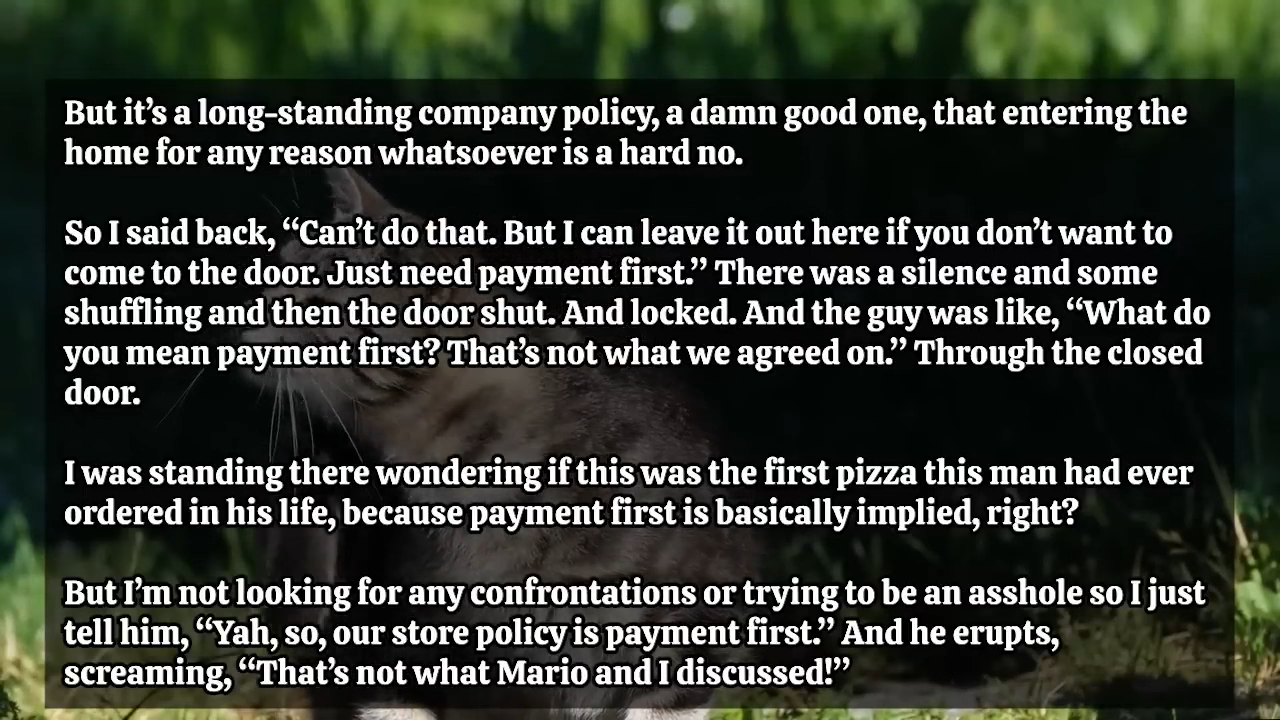 But it’s a long-standing company policy, a damn good one, that entering the
home for any reason whatsoever is a hard no.
So I said back, “Can’t do that. But I can leave it out here if you don’t want to
come to the door. Just need payment first.” There was a silence and some
shuffling and then the door shut. And locked. And the guy was like, “What do
you mean payment first? That’s not what we agreed on.” Through the closed
door.
I was standing there wondering if this was the first pizza this man had ever
ordered in his life, because payment first is basically implied, right?
But I’m not looking for any confrontations or trying to be an asshole so I just
tell him, “Yah, so, our store policy is payment first.” And he erupts,
screaming, “That’s not what Mario and I discussed!”